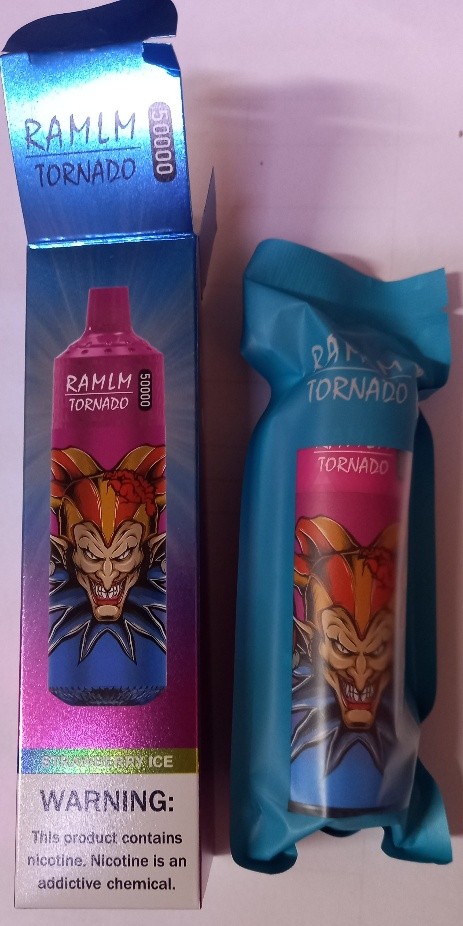 RAMLM
TORNADO
50000
RAMLM
TORNADO
50000
STRAWBERRY ICE
WARNING:
This product contains
nicotine. Nicotine is an
addictive chemical.
RAMLM
TORNADO
TORNADO